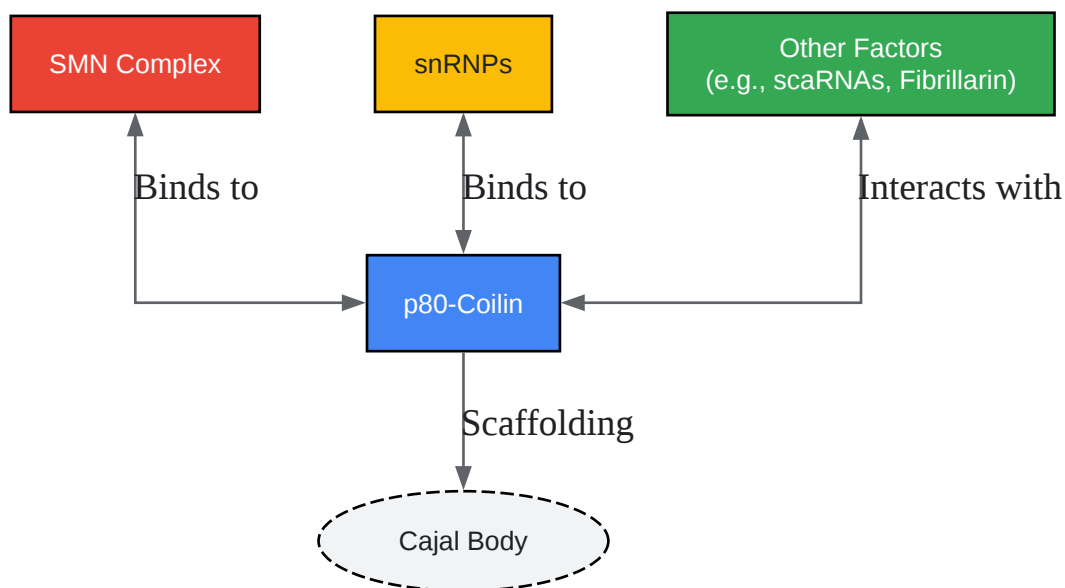 SMN Complex
snRNPs
Other Factors
(e.g., scaRNAs, Fibrillarin)
Binds to
Binds to
Interacts with
p80-Coilin
Scaffolding
Cajal Body